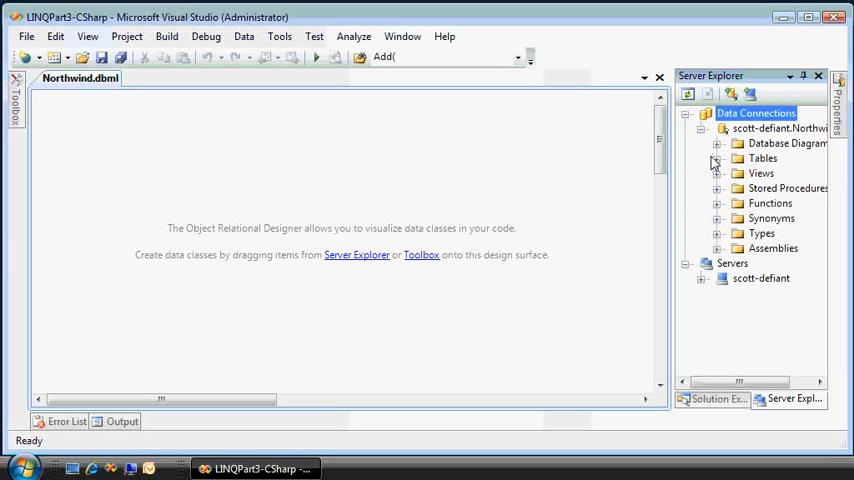 LINQPart3-CSharp - Microsoft Visual Studio (Administrator)
File Edit View Project Build Debug Data Tools Test Analyze Window Help
Add(
Toolbox
Northwind.dbml
The Object Relational Designer allows you to visualize data classes in your code.
Create data classes by dragging items from Server Explorer or Toolbox onto this design surface.
Server Explorer
Data Connections
scott-defiant.Northwi
Database Diagram
Tables
Views
Stored Procedures
Functions
Synonyms
Types
Assemblies
Servers
scott-defiant
Properties
Solution Ex... Server Expl...
Error List Output
Ready
LINQPart3-CSharp -...